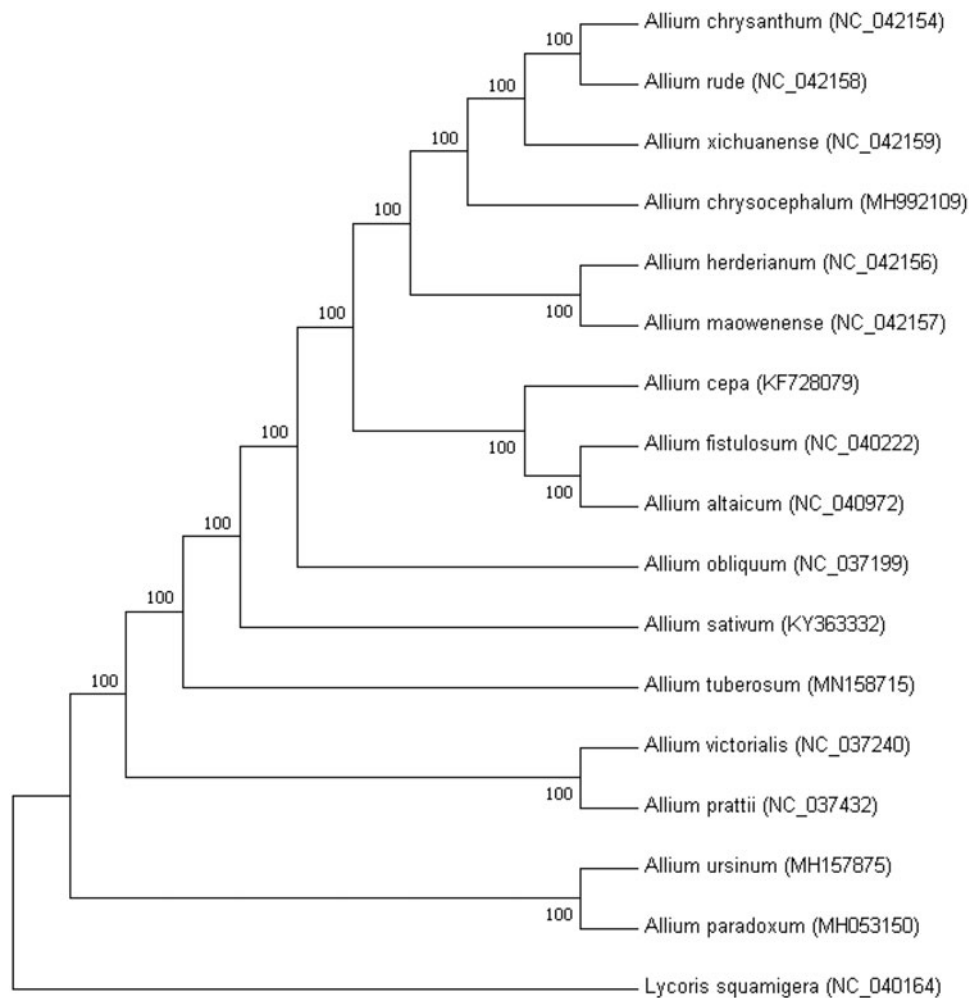 100
Allium chrysanthum (NC_042154)
100
Allium rude (NC_042158)
100
Allium xichuanense (NC_042159)
100
Allium chrysocephalum (MH992109)
100
Allium herderianum (NC_042156)
100
Allium maowenense (NC_042157)
100
Allium cepa (KF728079)
100
Allium fistulosum (NC_040222)
100
100
Allium altaicum (NC_040972)
100
Allium obliquum (NC_037199)
100
Allium sativum (KY363332)
100
Allium tuberosum (MN158715)
Allium victorialis (NC_037240)
100
Allium prattii (NC_037432)
Allium ursinum (MH157875)
100
Allium paradoxum (MH053150)
Lycoris squamigera (NC_040164)